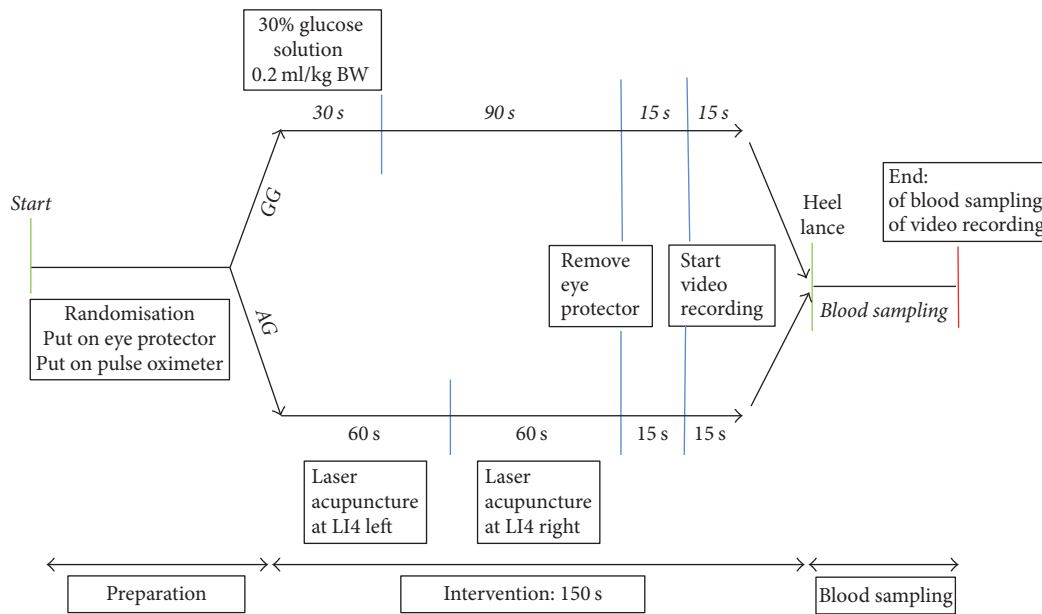 30% glucose
solution
0.2 ml/kg BW
30 s
90 s
15 s
15 s
Start
GG
AG
Randomisation
Put on eye protector
Put on pulse oximeter
Remove
eye
protector
Start
video
recording
Heel
lance
End:
of blood sampling
of video recording
Blood sampling
60 s
60 s
15 s
15 s
Laser
acupuncture
at LI4 left
Laser
acupuncture
at LI4 right
Preparation
Intervention: 150 s
Blood sampling